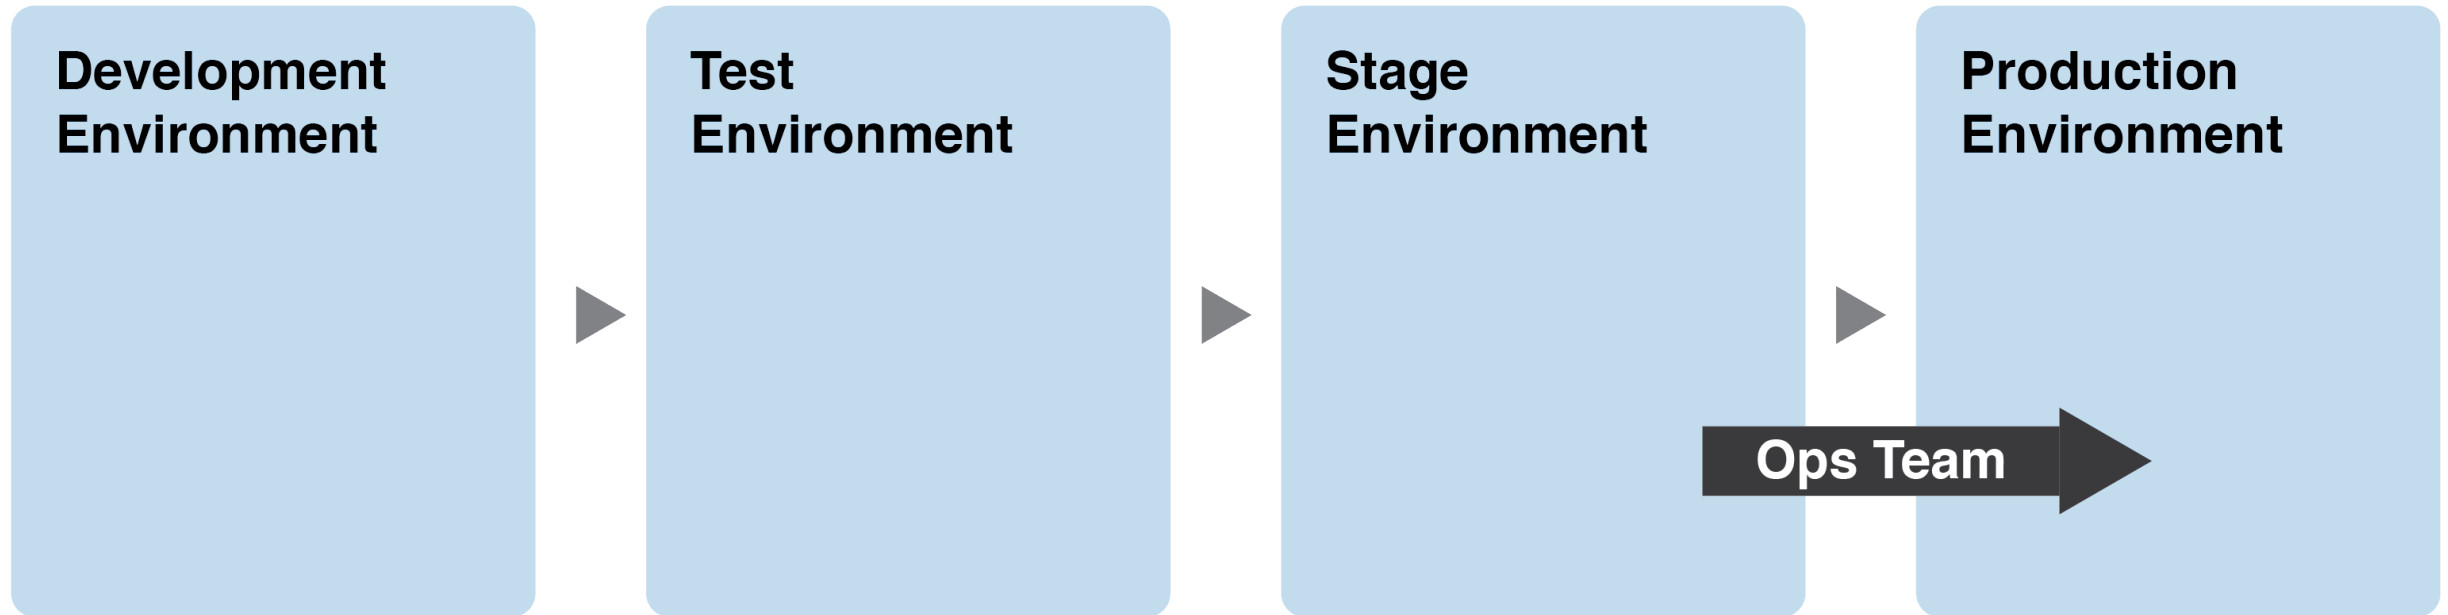 Development
Environment
Test
Environment
Stage
Environment
Production
Environment
Ops Team